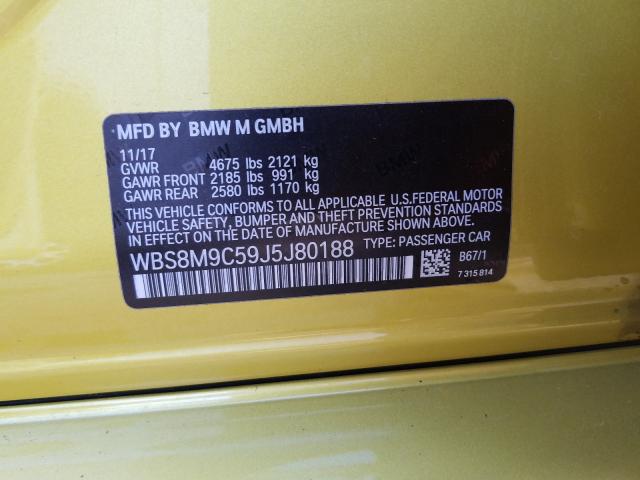 MFD BY BMW M GMBH
11/17
GVWR 4675 lbs 2121 kg
GAWR FRONT 2185 lbs 991 kg
GAWR REAR 2580 lbs 1170 kg
THIS VEHICLE CONFORMS TO ALL APPLICABLE U.S.FEDERAL MOTOR
VEHICLE SAFETY, BUMPER AND THEFT PREVENTION STANDARDS
IN EFFECT ON THE DATE OF MANUFACTURE SHOWN ABOVE.
WBS8M9C59J5J80188 TYPE: PASSENGER CAR
B67/1
7 315 814